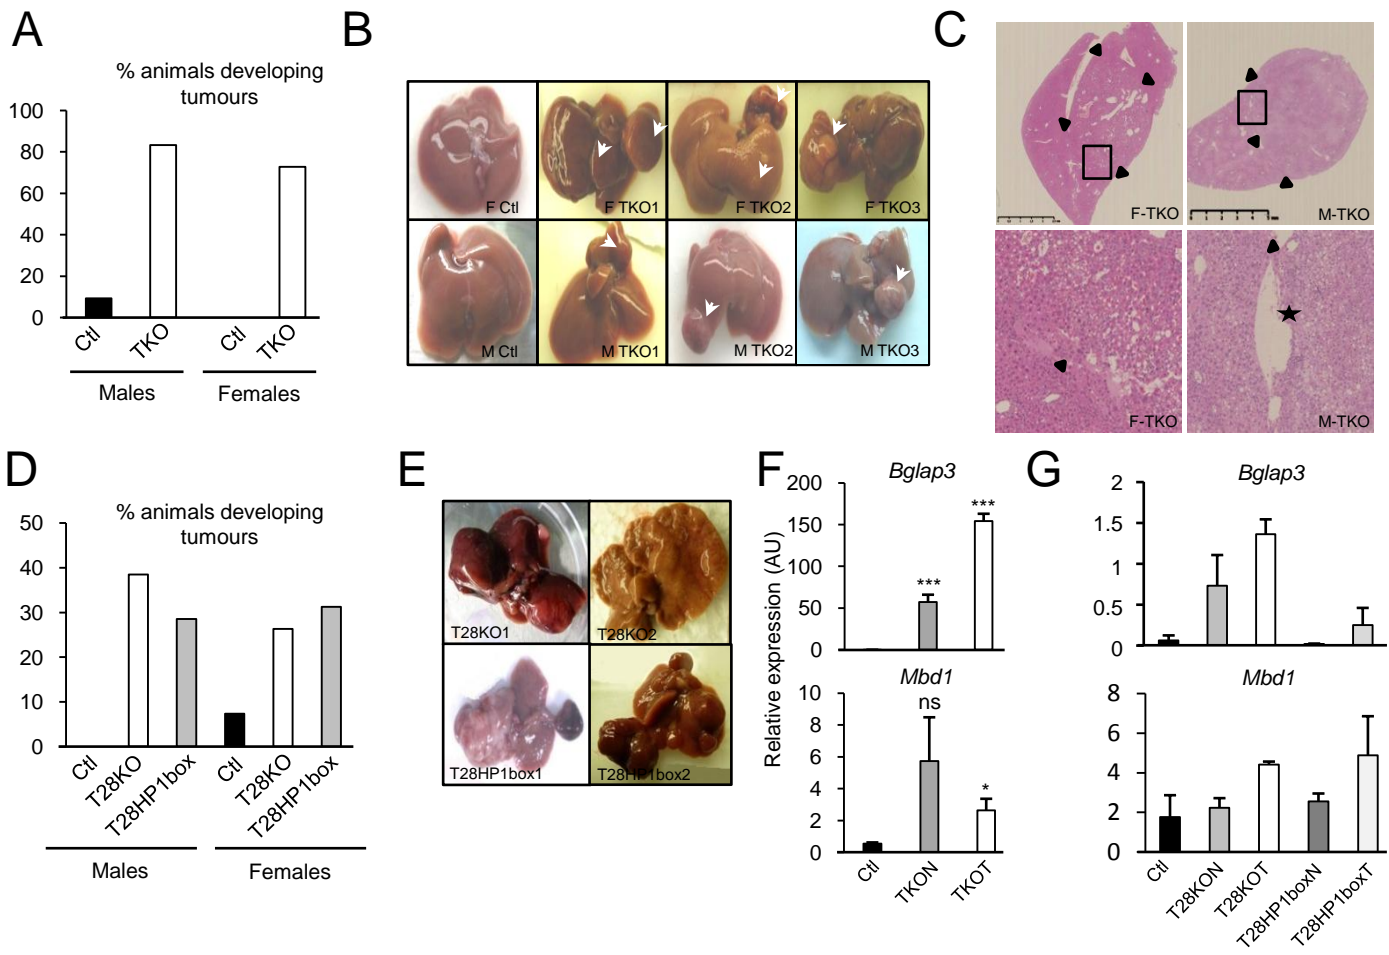 A
% animals developing
tumours
100
80
60
40
20
0
Ctl
TKO
Ctl
TKO
Males
Females
B
F Ctl
F TKO1
F TKO2
F TKO3
M Ctl
M TKO1
M TKO2
M TKO3
C
F-TKO
M-TKO
F-TKO
M-TKO
D
% animals developing
tumours
50
40
30
20
10
0
Ctl
T28KO
T28HP1box
Ctl
T28KO
T28HP1box
Males
Females
E
T28KO1
T28KO2
T28HP1box1
T28HP1box2
F
Relative expression (AU)
Bglap3
200
150
100
50
0
***
***
Mbd1
10
8
6
4
2
0
ns
*
Ctl
TKON
TKOT
G
Bglap3
2
1.5
1
0.5
0
Mbd1
8
6
4
2
0
Ctl
T28KON
T28KOT
T28HP1boxN
T28HP1boxT